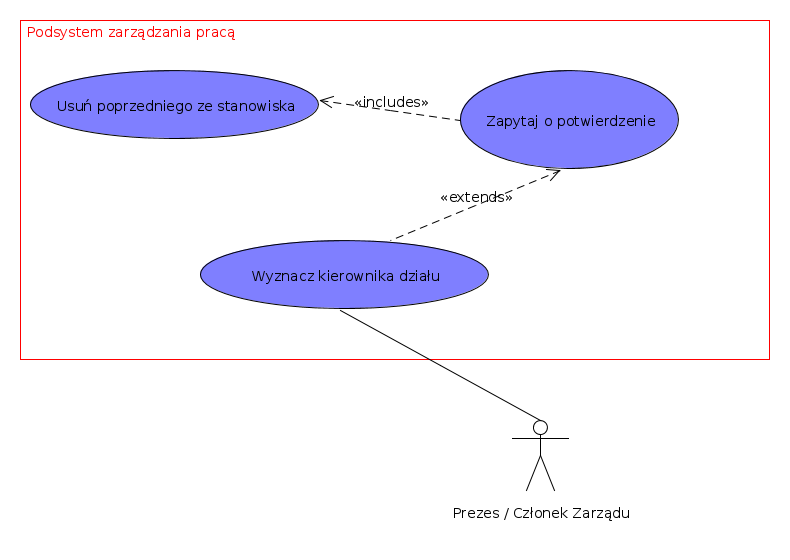 Podsystem zarządzania pracą
Usuń poprzedniego ze stanowiska
«includes»
Zapytaj o potwierdzenie
«extends»
Wyznacz kierownika działu
Prezes / Członek Zarządu